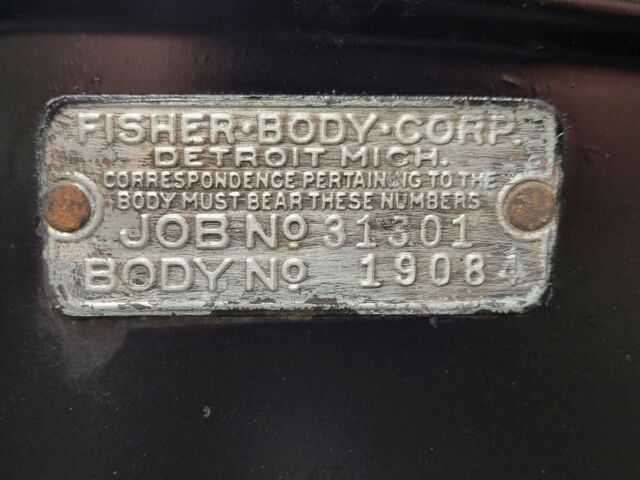 FISHER·BODY·CORP.
DETROIT MICH.
CORRESPONDENCE PERTAINING TO THE
BODY MUST BEAR THESE NUMBERS
JOB No 31301
BODY No 19084